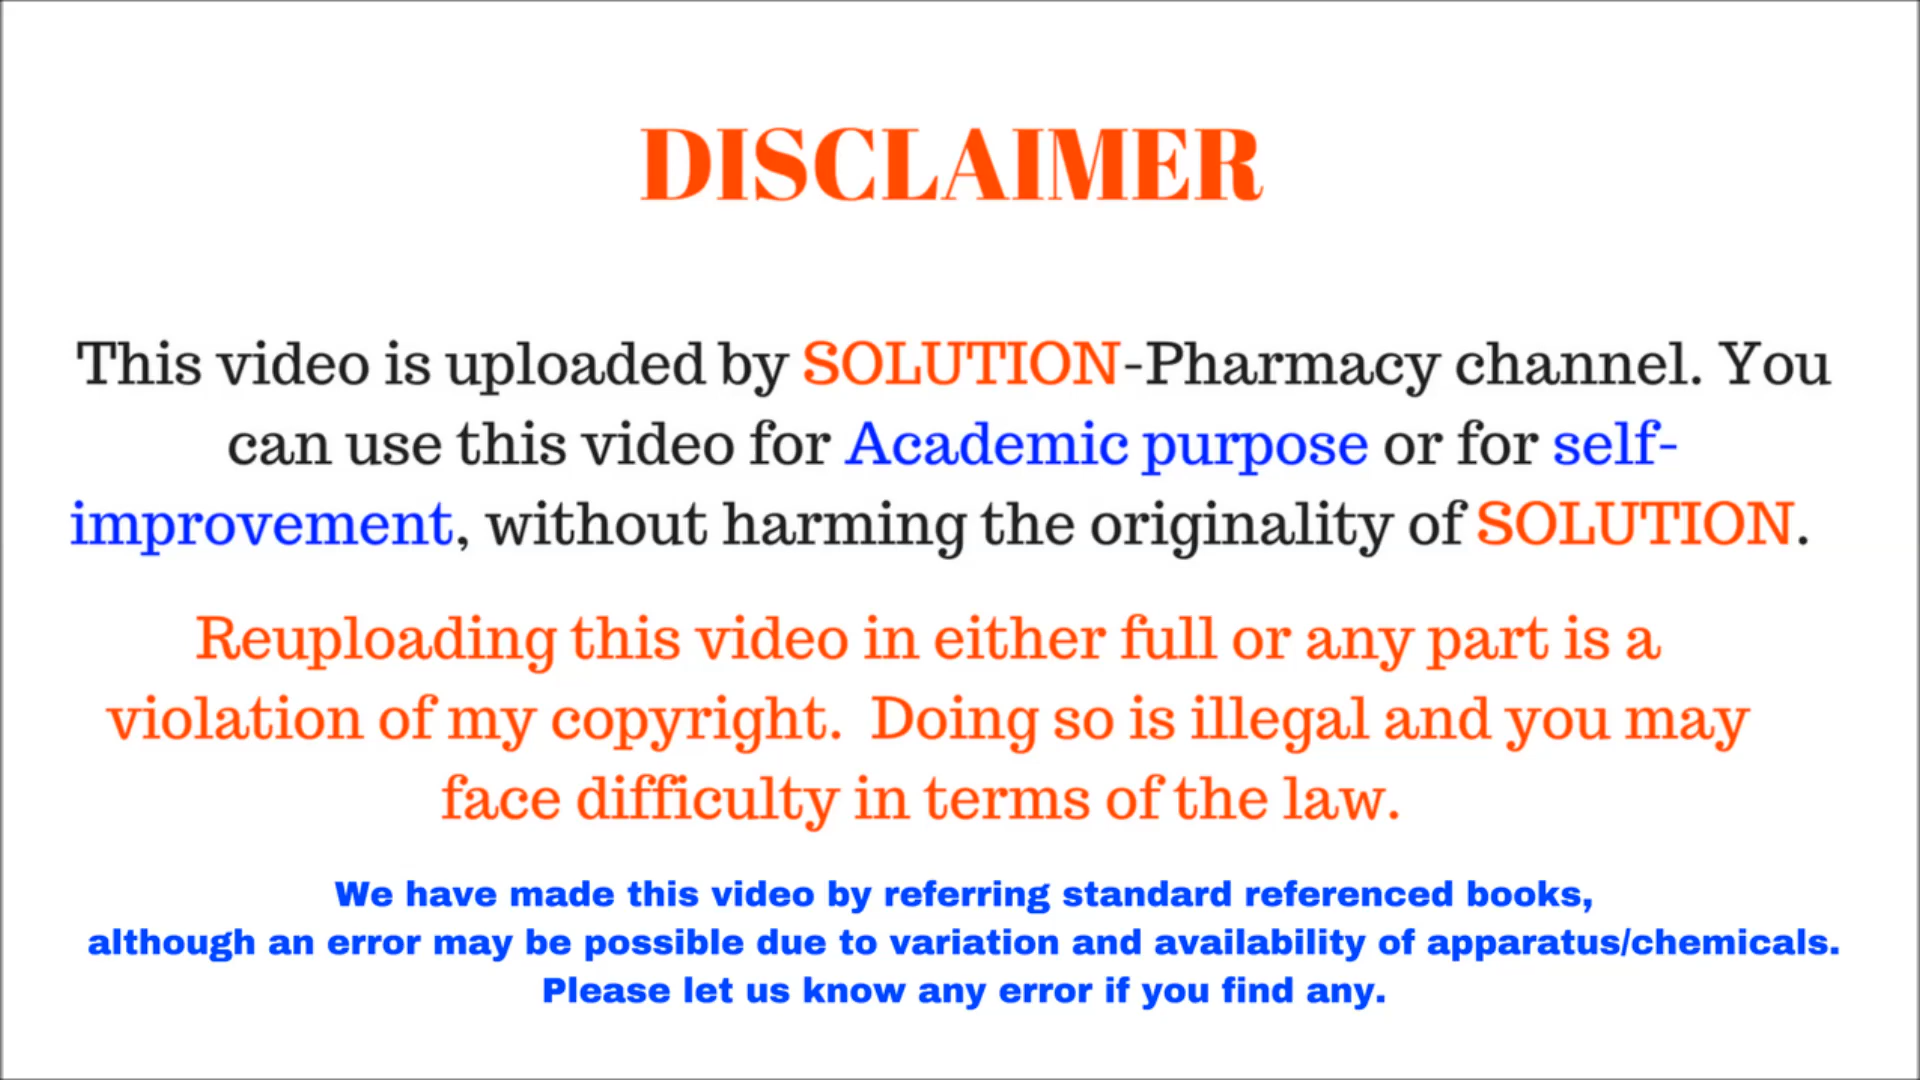 DISCLAIMER
This video is uploaded by SOLUTION-Pharmacy channel. You
can use this video for Academic purpose or for self-
improvement, without harming the originality of SOLUTION.
Reuploading this video in either full or any part is a
violation of my copyright.  Doing so is illegal and you may
face difficulty in terms of the law.
We have made this video by referring standard referenced books,
although an error may be possible due to variation and availability of apparatus/chemicals.
Please let us know any error if you find any.